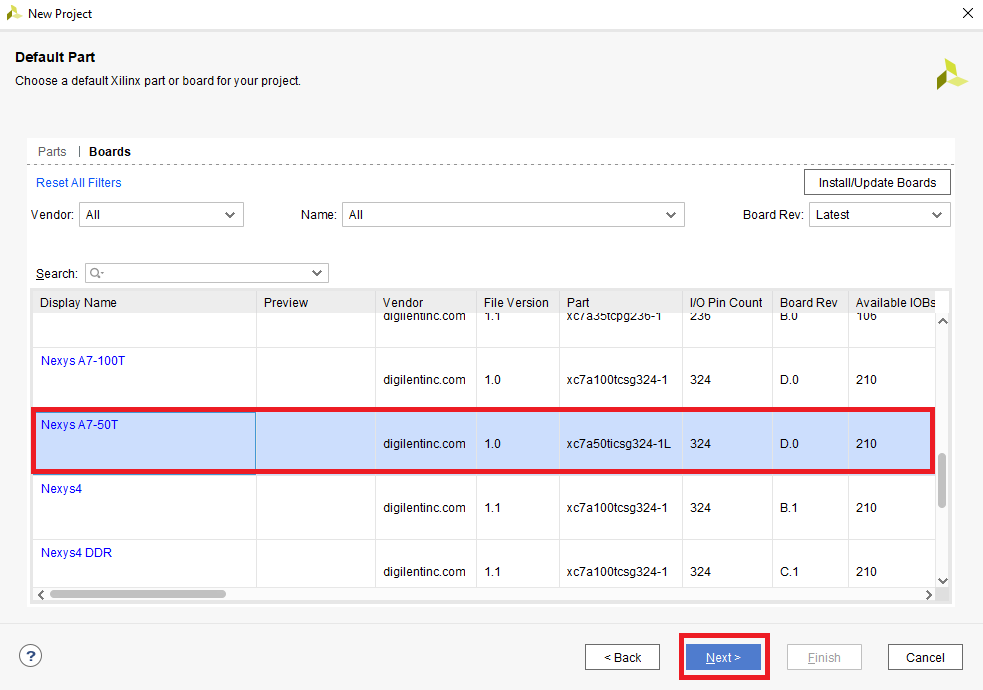 New Project
Default Part
Choose a default Xilinx part or board for your project.
Parts | Boards
Reset All Filters
Install/Update Boards
Vendor: All Name: All Board Rev: Latest
Search:
Display Name Preview Vendor File Version Part I/O Pin Count Board Rev Available IOBs
digilentinc.com 1.1 xc7a35tcpg236-1 236 B.0 106
Nexys A7-100T
digilentinc.com 1.0 xc7a100tcsg324-1 324 D.0 210
Nexys A7-50T
digilentinc.com 1.0 xc7a50ticsg324-1L 324 D.0 210
Nexys4
digilentinc.com 1.1 xc7a100tcsg324-1 324 B.1 210
Nexys4 DDR
digilentinc.com 1.1 xc7a100tcsg324-1 324 C.1 210
? < Back Next > Finish Cancel